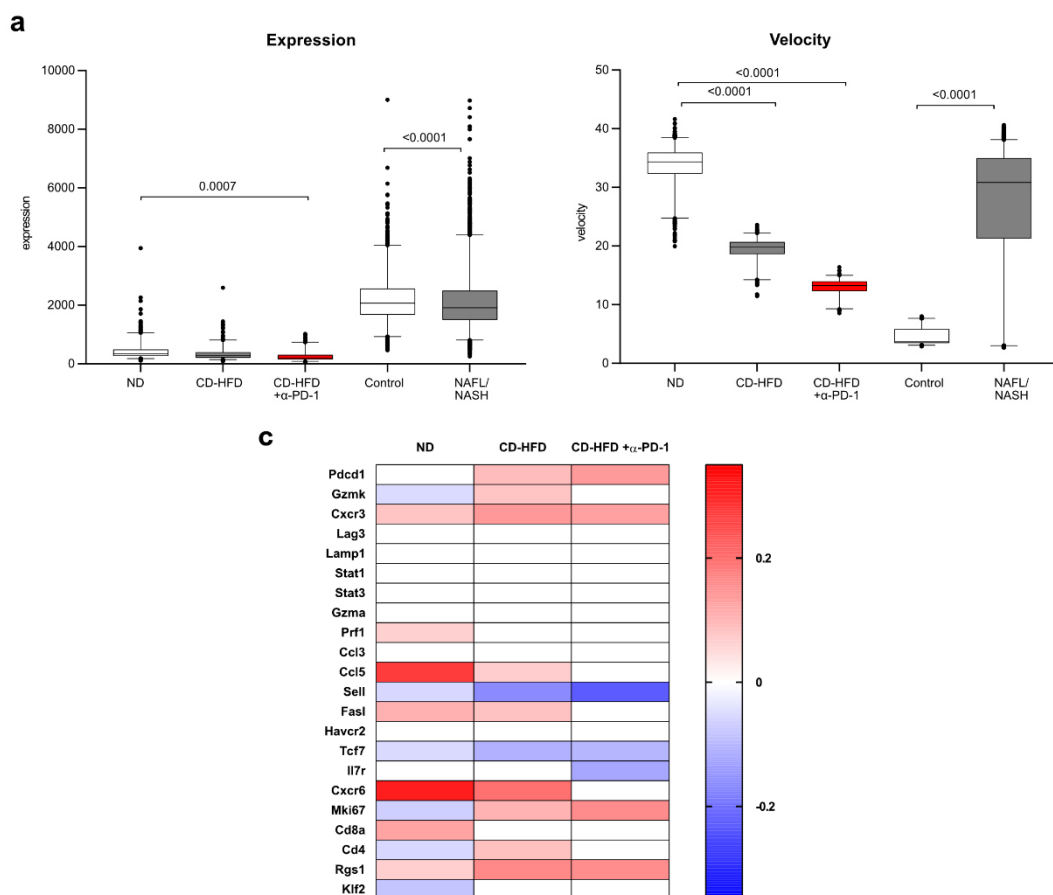 a
Expression
10000
8000
6000
4000
2000
0
expression
0.0007
<0.0001
ND
CD-HFD
CD-HFD
+α-PD-1
Control
NAFL/
NASH
Velocity
50
40
30
20
10
0
velocity
<0.0001
<0.0001
<0.0001
ND
CD-HFD
CD-HFD
+α-PD-1
Control
NAFL/
NASH
c
ND CD-HFD CD-HFD +α-PD-1
Pdcd1
Gzmk
Cxcr3
Lag3
Lamp1
Stat1
Stat3
Gzma
Prf1
Ccl3
Ccl5
Sell
Fasl
Havcr2
Tcf7
Il7r
Cxcr6
Mki67
Cd8a
Cd4
Rgs1
Klf2
0.2
0
-0.2